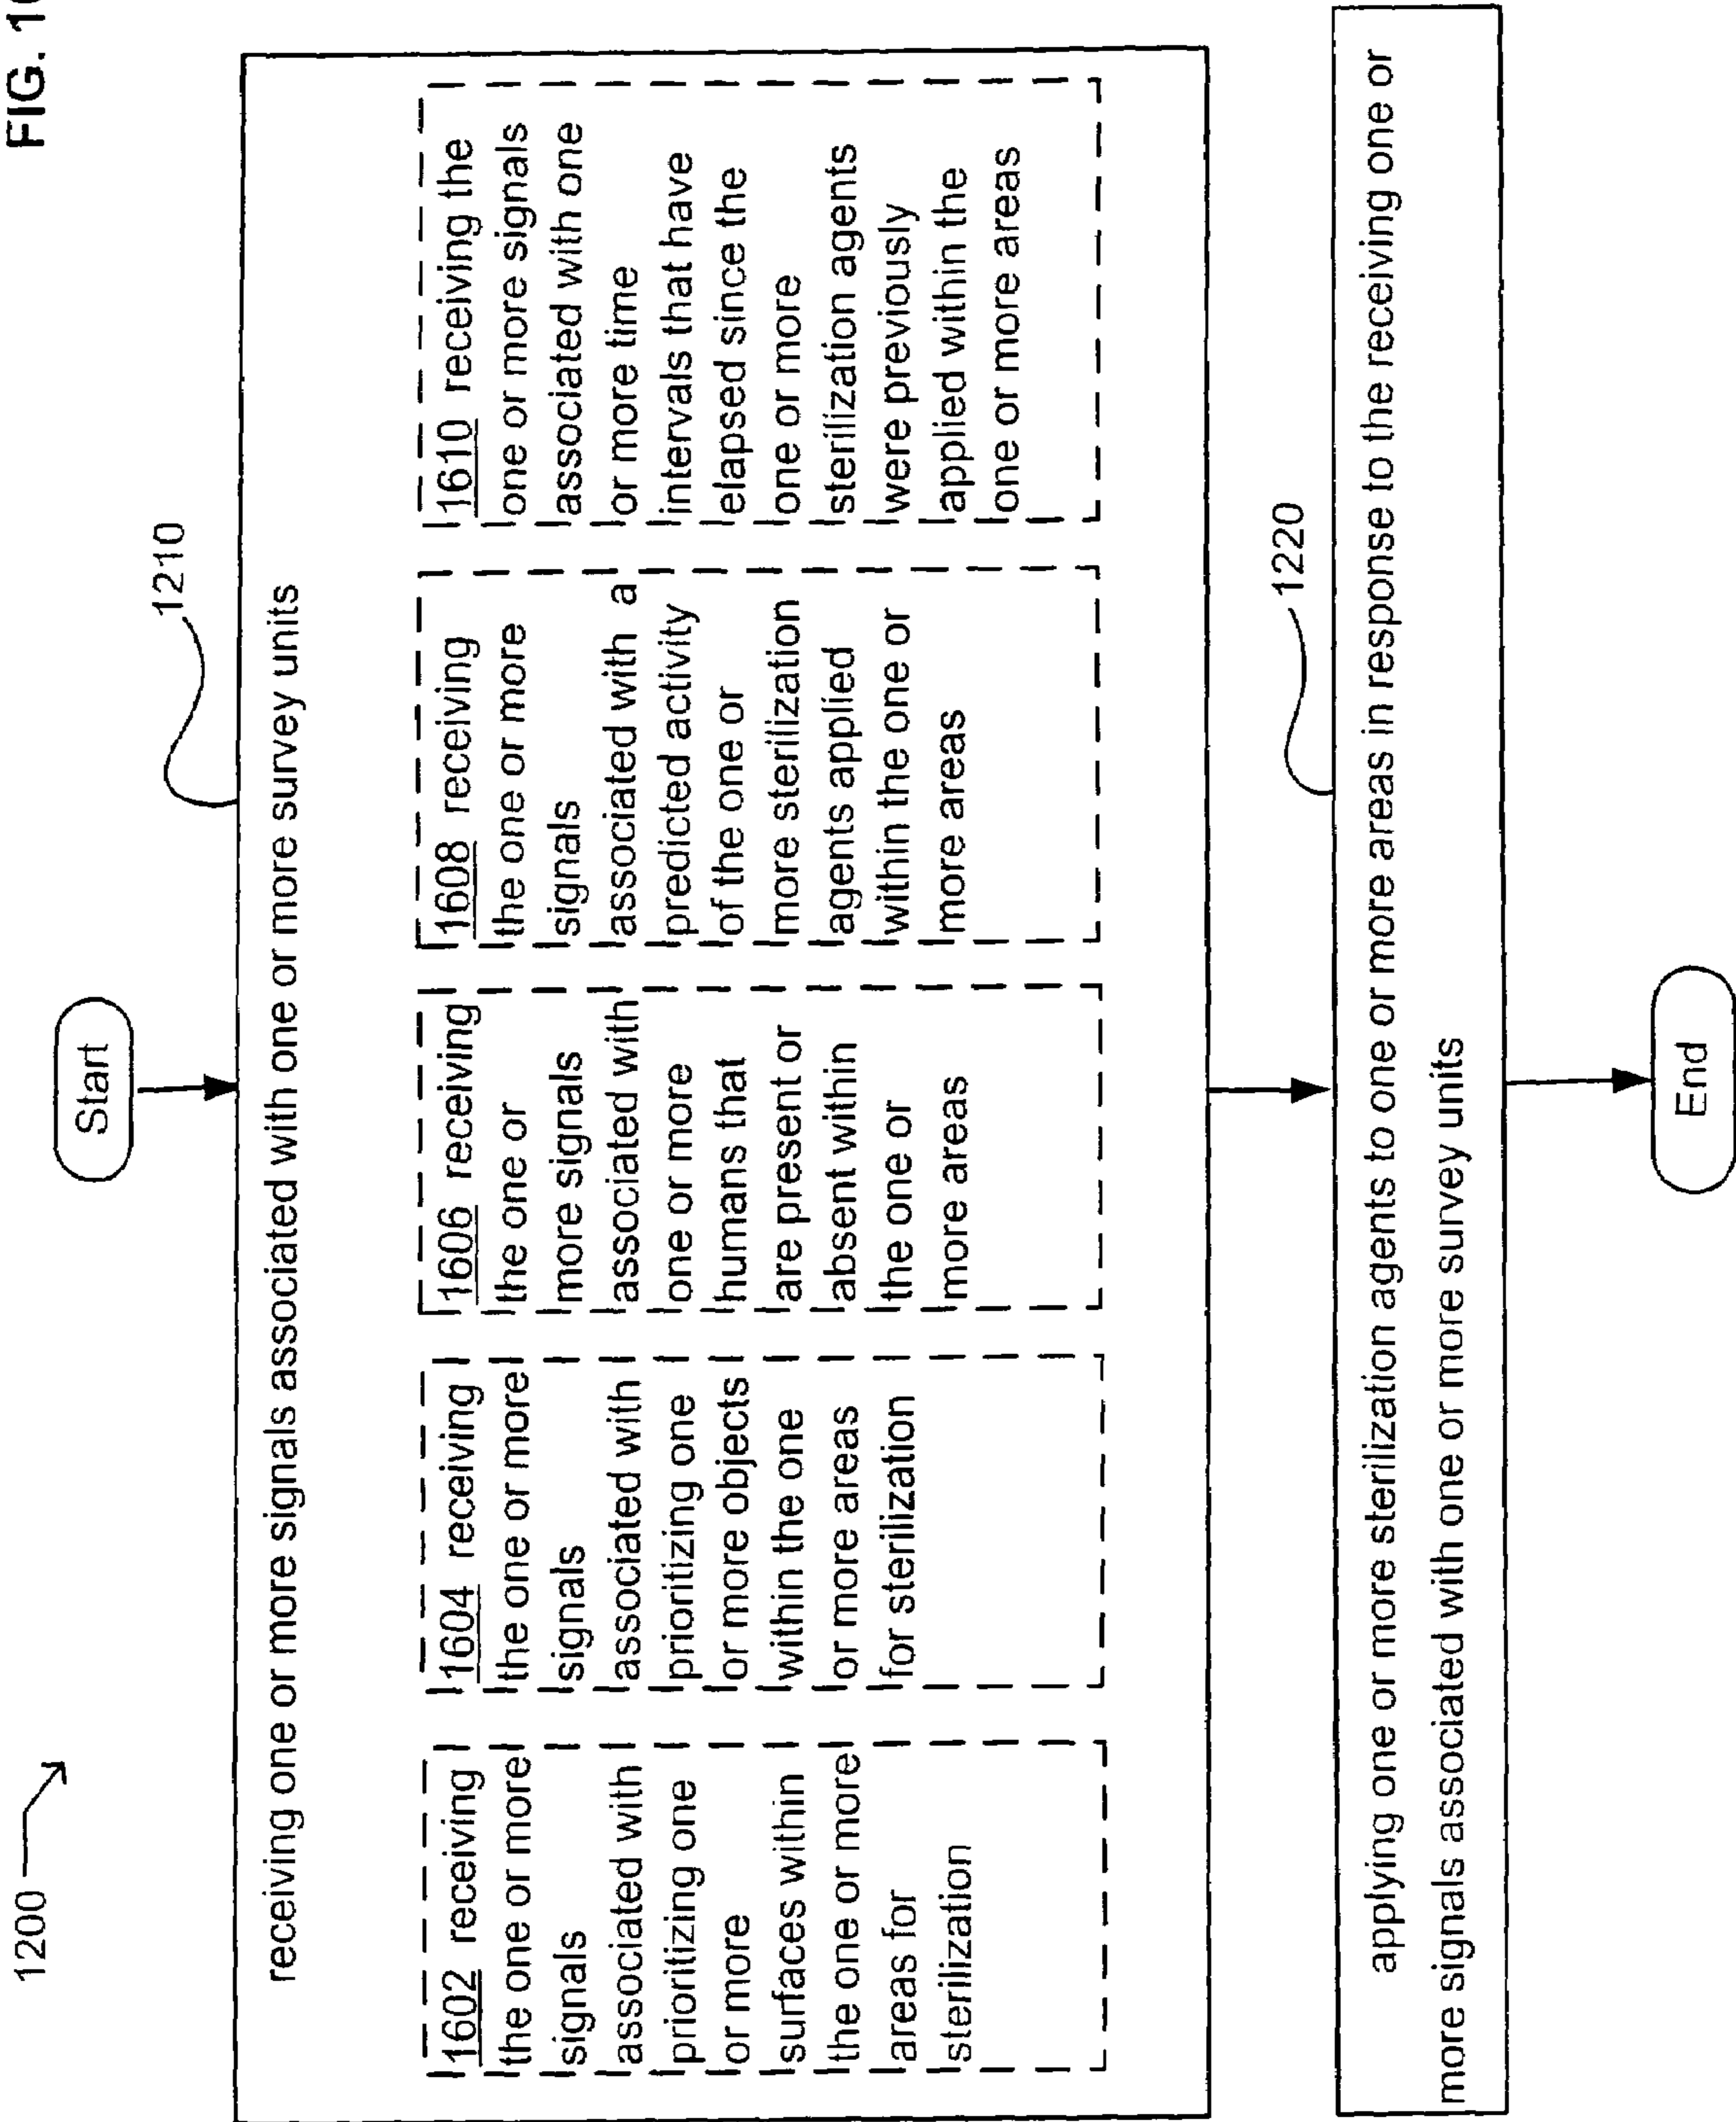 FIG. 1
1200
Start
1210
receiving one or more signals associated with one or more survey units
1602 receiving
the one or more
signals
associated with
prioritizing one
or more
surfaces within
the one or more
areas for
sterilization
1604 receiving
the one or more
signals
associated with
prioritizing one
or more objects
within the one
or more areas
for sterilization
1606 receiving
the one or
more signals
associated with
one or more
humans that
are present or
absent within
the one or
more areas
1608 receiving
the one or more
signals
associated with a
predicted activity
of the one or
more sterilization
agents applied
within the one or
more areas
1610 receiving the
one or more signals
associated with one
or more time
intervals that have
elapsed since the
one or more
sterilization agents
were previously
applied within the
one or more areas
1220
applying one or more sterilization agents to one or more areas in response to the receiving one or
more signals associated with one or more survey units
End